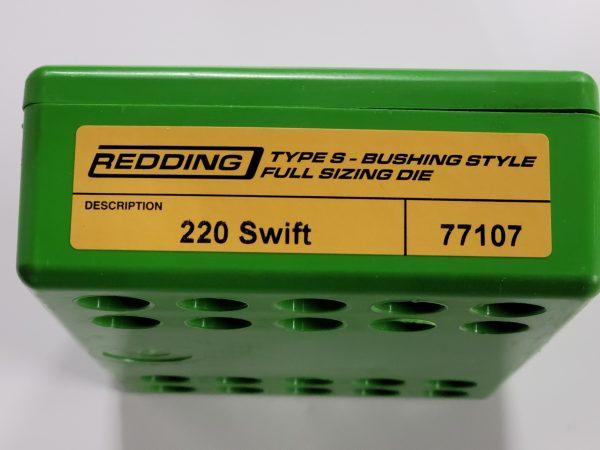 REDDING TYPE S - BUSHING STYLE
FULL SIZING DIE
DESCRIPTION
220 Swift 77107